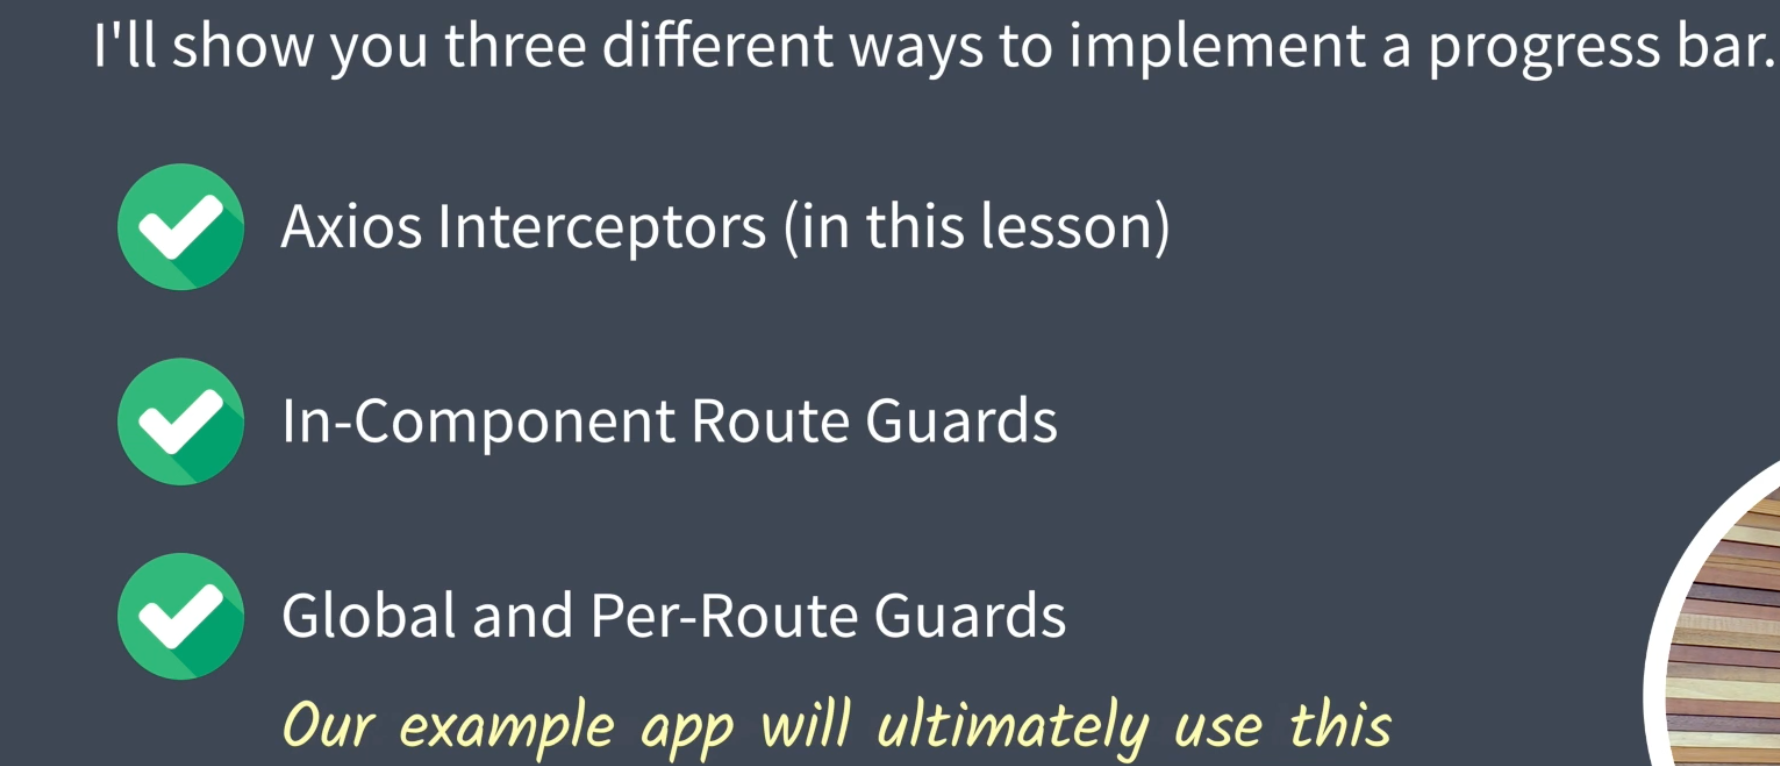 I'll show you three different ways to implement a progress bar.
Axios Interceptors (in this lesson)
In-Component Route Guards
Global and Per-Route Guards
Our example app will ultimately use this